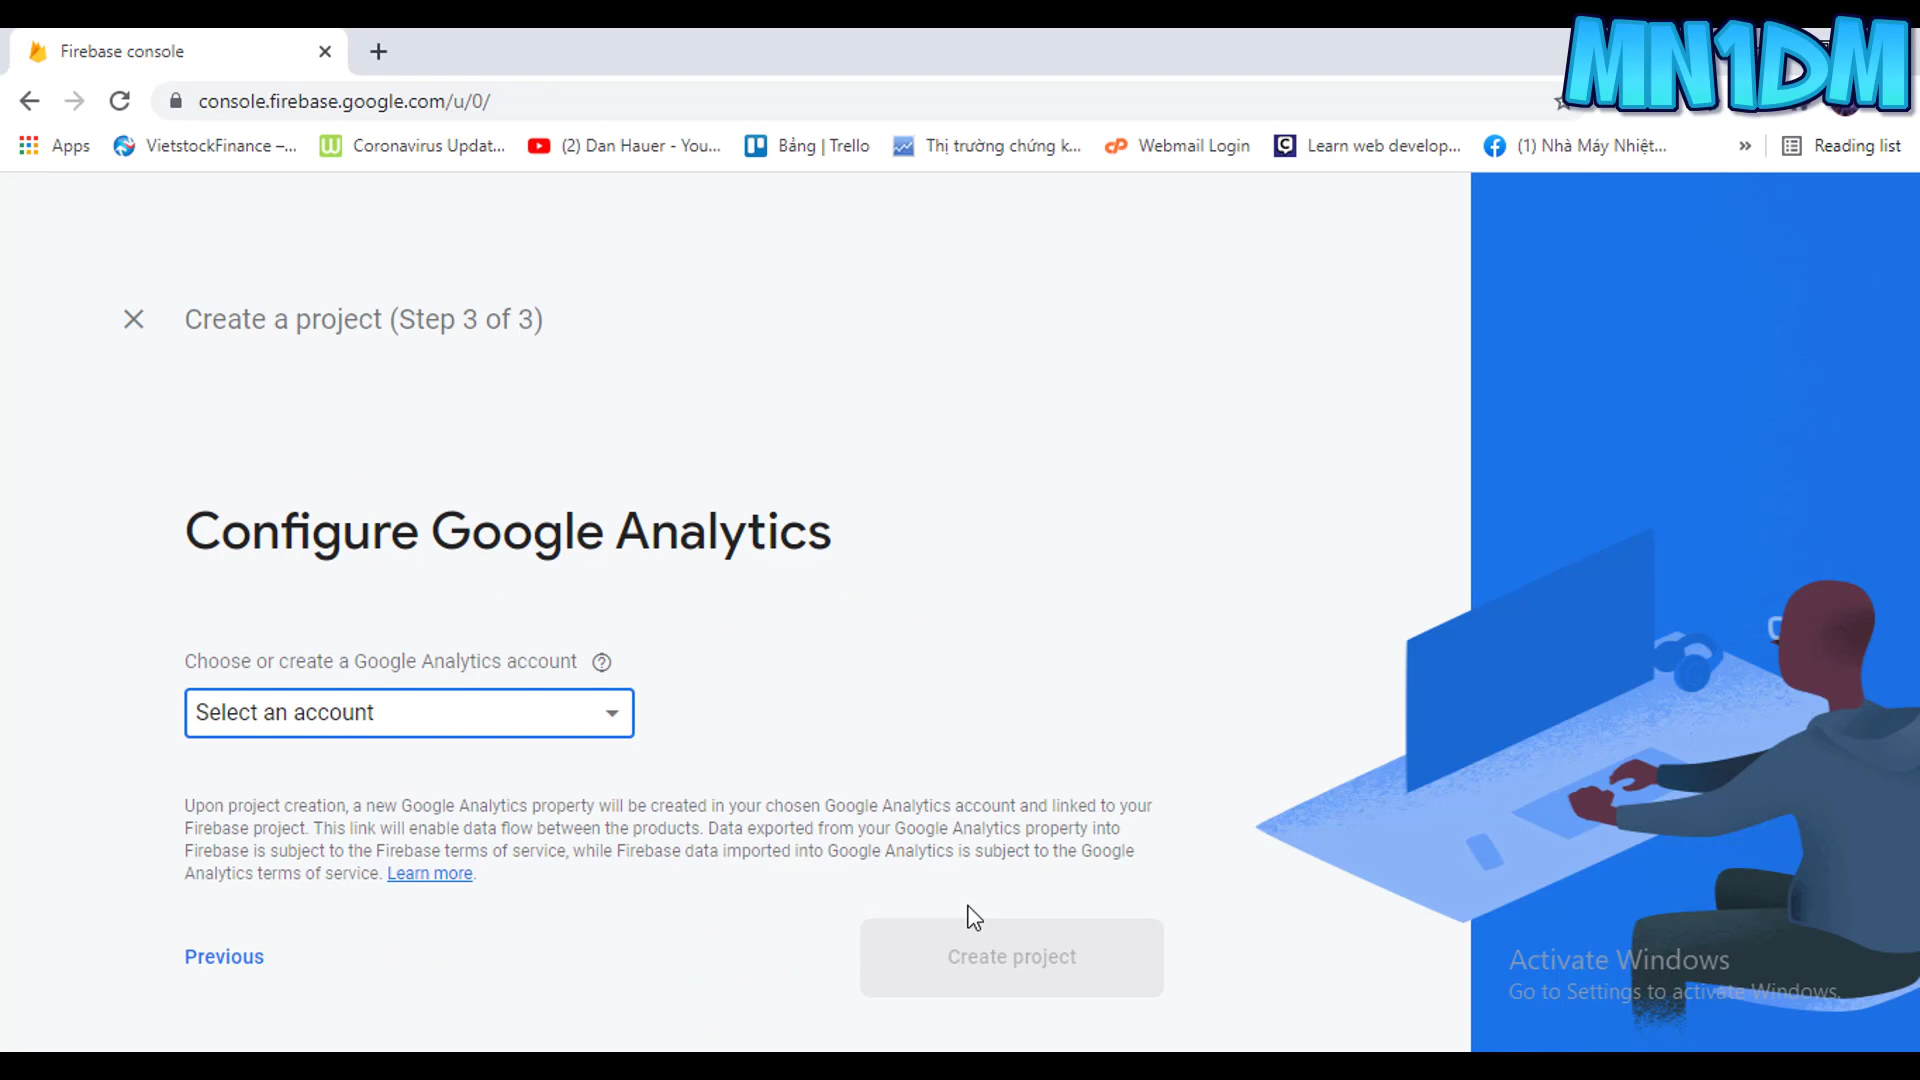 MN1DM
Firebase console
console.firebase.google.com/u/0/
Apps
VietstockFinance –...
Coronavirus Updat...
(2) Dan Hauer - You...
Bảng | Trello
Thị trường chứng k...
Webmail Login
Learn web develop...
(1) Nhà Máy Nhiệt...
Reading list
Create a project (Step 3 of 3)
Configure Google Analytics
Choose or create a Google Analytics account
Select an account
Upon project creation, a new Google Analytics property will be created in your chosen Google Analytics account and linked to your
Firebase project. This link will enable data flow between the products. Data exported from your Google Analytics property into
Firebase is subject to the Firebase terms of service, while Firebase data imported into Google Analytics is subject to the Google
Analytics terms of service. Learn more.
Previous
Create project
Activate Windows
Go to Settings to activate Windows.